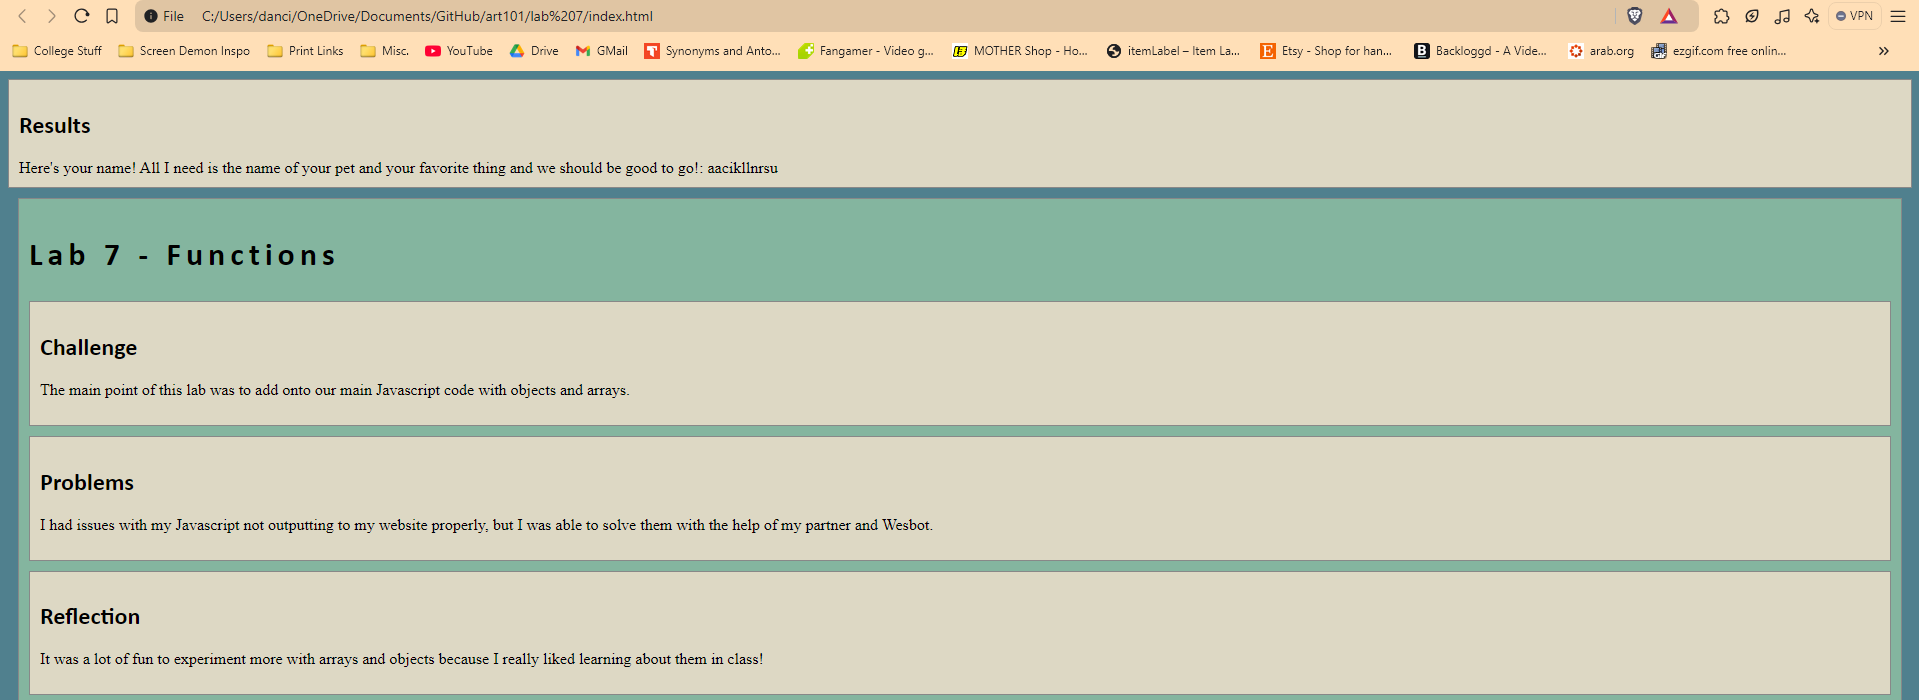 File C:/Users/danci/OneDrive/Documents/GitHub/art101/lab%207/index.html VPN
College Stuff Screen Demon Inspo Print Links Misc. YouTube Drive GMail Synonyms and Anto... Fangamer - Video g... MOTHER Shop - Ho... itemLabel – Item La... Etsy - Shop for han... Backloggd - A Vide... arab.org ezgif.com free onlin... »
Results
Here's your name! All I need is the name of your pet and your favorite thing and we should be good to go!: aacikllnrsu
Lab 7 - Functions
Challenge
The main point of this lab was to add onto our main Javascript code with objects and arrays.
Problems
I had issues with my Javascript not outputting to my website properly, but I was able to solve them with the help of my partner and Wesbot.
Reflection
It was a lot of fun to experiment more with arrays and objects because I really liked learning about them in class!